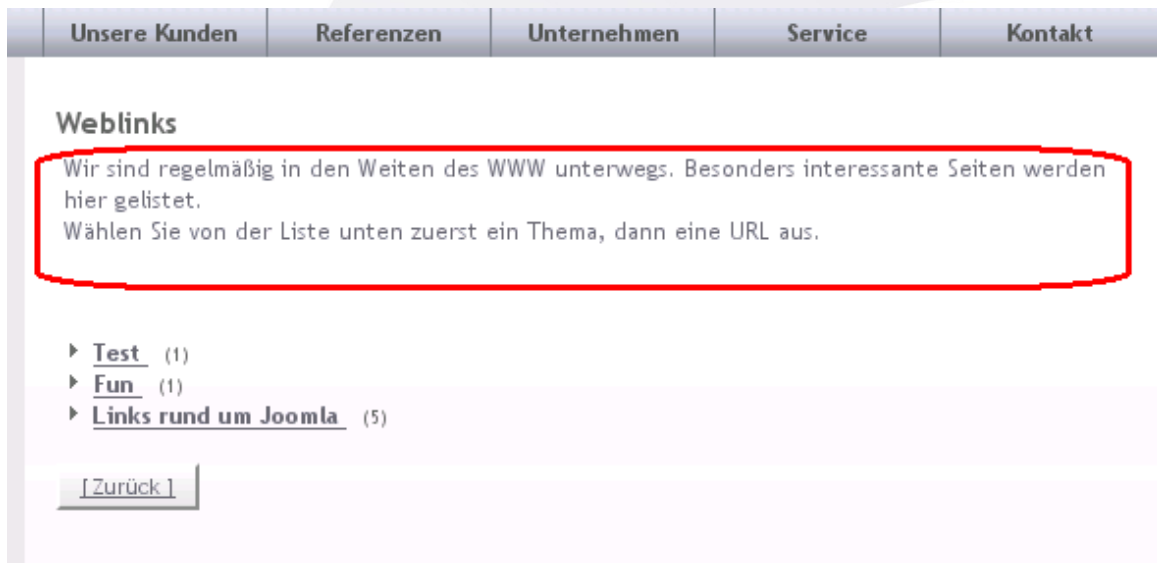 Unsere Kunden Referenzen Unternehmen Service Kontakt
Weblinks
Wir sind regelmäßig in den Weiten des WWW unterwegs. Besonders interessante Seiten werden
hier gelistet.
Wählen Sie von der Liste unten zuerst ein Thema, dann eine URL aus.
Test (1)
Fun (1)
Links rund um Joomla (5)
[ Zurück ]